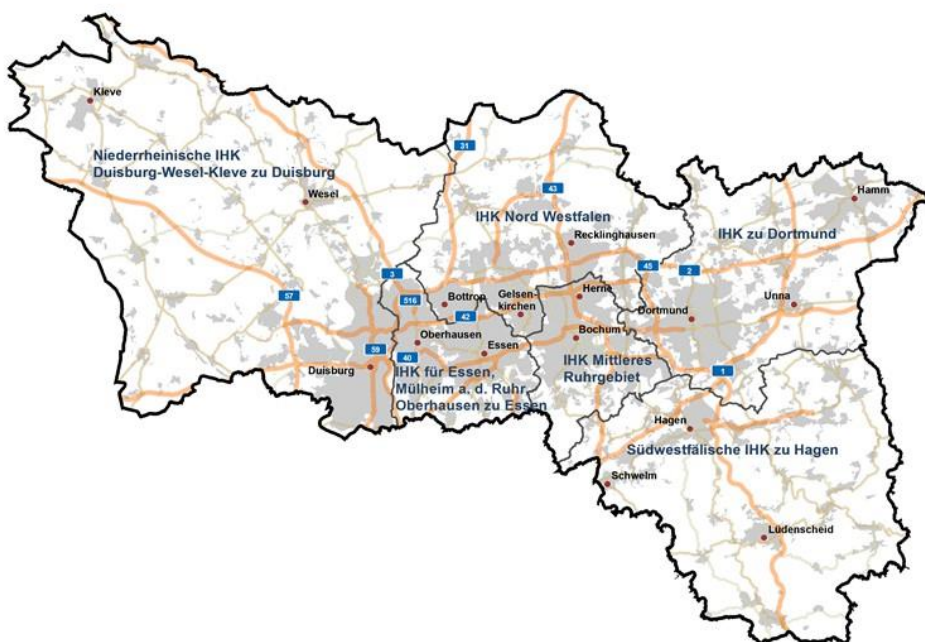 Kleve
Niederrheinische IHK
Duisburg-Wesel-Kleve zu Duisburg
Wesel
31
43
IHK Nord Westfalen
Recklinghausen
Hamm
IHK zu Dortmund
45
2
3
57
516
Bottrop
42
Gelsen-
kirchen
Herne
Unna
Dortmund
Oberhausen
Essen
Bochum
59
40
Duisburg
IHK für Essen,
Mülheim a. d. Ruhr,
Oberhausen zu Essen
IHK Mittleres
Ruhrgebiet
1
Hagen
Südwestfälische IHK zu Hagen
Schwelm
Lüdenscheid